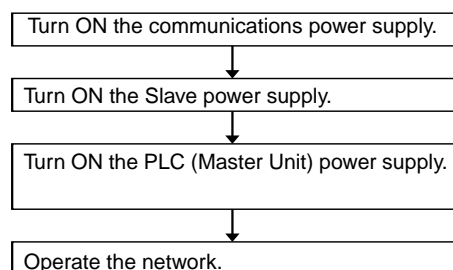 Turn ON the communications power supply.
Turn ON the Slave power supply.
Turn ON the PLC (Master Unit) power supply.
Operate the network.